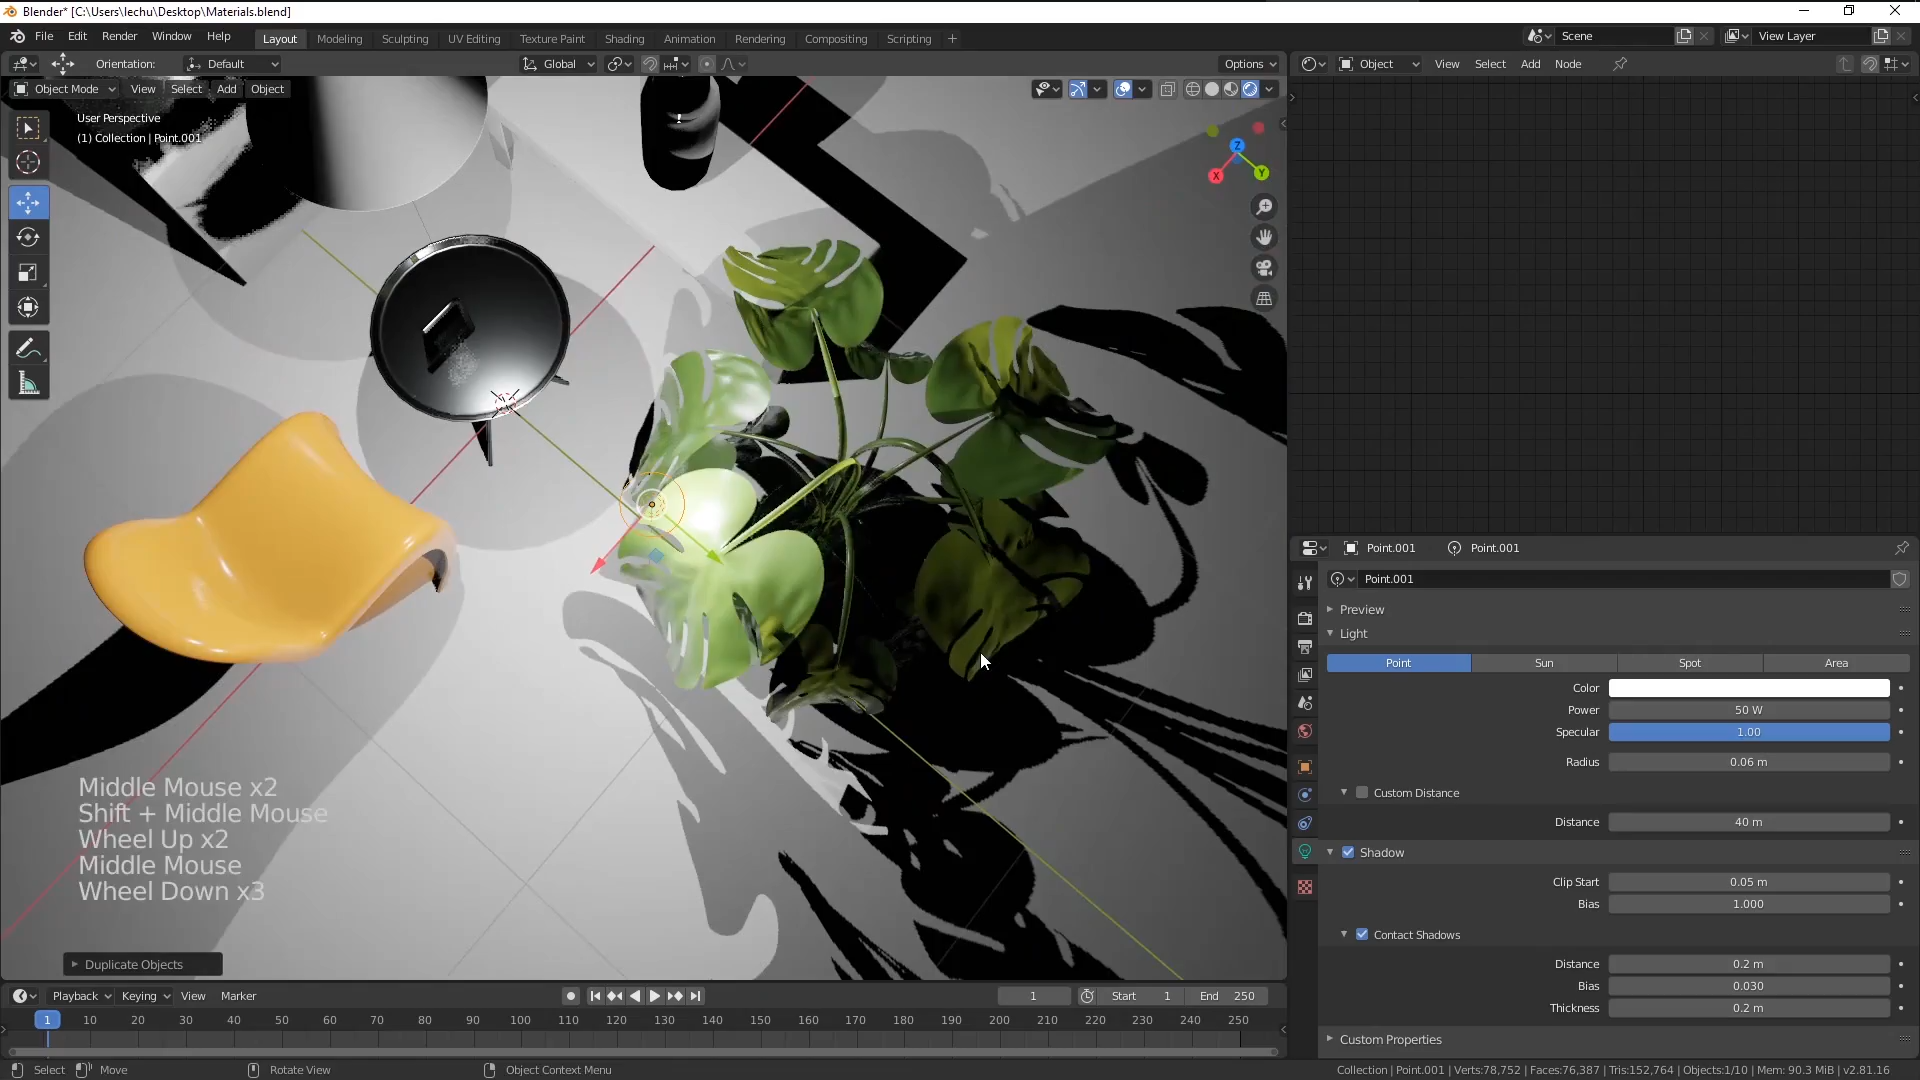 Blender* [C:\Users\lechu\Desktop\Materials.blend]
File Edit Render Window Help
Layout Modeling Sculpting UV Editing Texture Paint Shading Animation Rendering Compositing Scripting +
Scene View Layer
Orientation: Default Global Options
Object View Select Add Node
Object Mode View Select Add Object
User Perspective
(1) Collection | Point.001
Z
X
Y
Middle Mouse x2
Shift + Middle Mouse
Wheel Up x2
Middle Mouse
Wheel Down x3
Duplicate Objects
Point.001 Point.001
Point.001
Preview
Light
Point Sun Spot Area
Color
Power 50 W
Specular 1.00
Radius 0.06 m
Custom Distance
Distance 40 m
Shadow
Clip Start 0.05 m
Bias 1.000
Contact Shadows
Distance 0.2 m
Bias 0.030
Thickness 0.2 m
Custom Properties
Playback Keying View Marker 1 Start 1 End 250
1 10 20 30 40 50 60 70 80 90 100 110 120 130 140 150 160 170 180 190 200 210 220 230 240 250
Select Move Rotate View Object Context Menu Collection | Point.001 | Verts:78,752 | Faces:76,387 | Tris:152,764 | Objects:1/10 | Mem: 90.3 MiB | v2.81.16